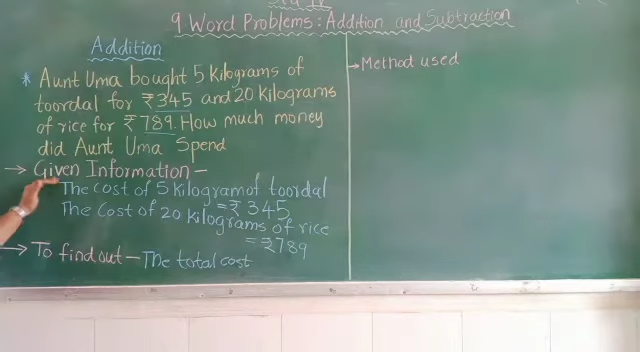 9 Word Problems: Addition and Subtraction
Addition
* Aunt Uma bought 5 kilograms of
toordal for ₹345 and 20 kilograms
of rice for ₹789. How much money
did Aunt Uma Spend
→ Given Information –
The cost of 5 kilogram of toordal
= ₹345
The Cost of 20 kilograms of rice
= ₹789
→ To find out – The total cost
→ Method used